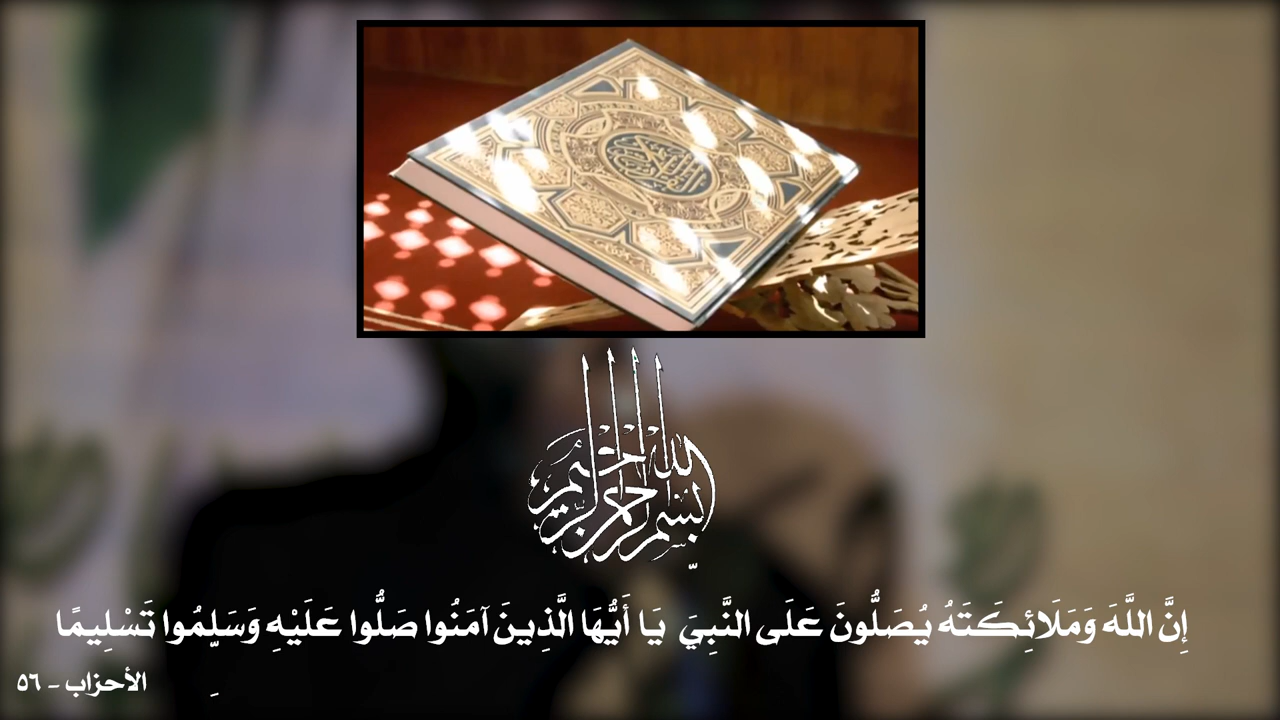 بسم الله الرحمن الرحيم
إِنَّ اللَّهَ وَمَلَائِكَتَهُ يُصَلُّونَ عَلَى النَّبِيَ يَا أَيُّهَا الَّذِينَ آمَنُوا صَلُّوا عَلَيْهِ وَسَلِّمُوا تَسْلِيمًا
الأحزاب - ٥٦